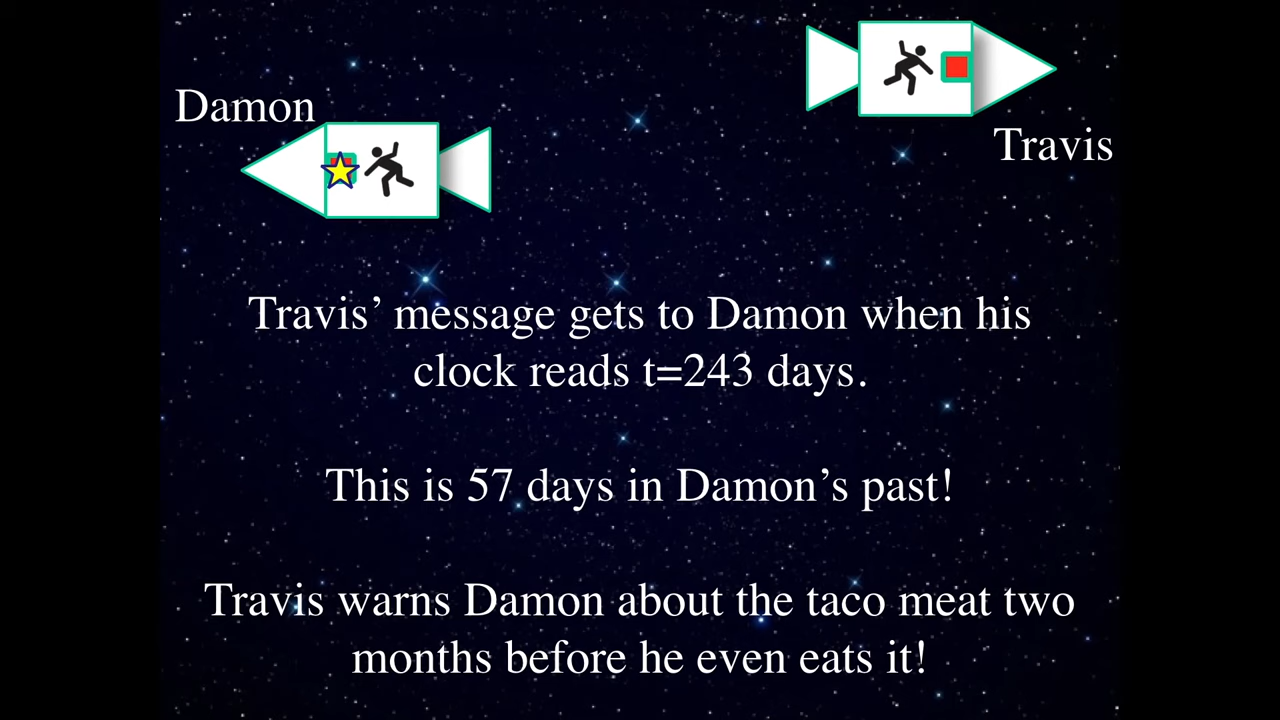 Damon
Travis
Travis’ message gets to Damon when his
clock reads t=243 days.
This is 57 days in Damon’s past!
Travis warns Damon about the taco meat two
months before he even eats it!